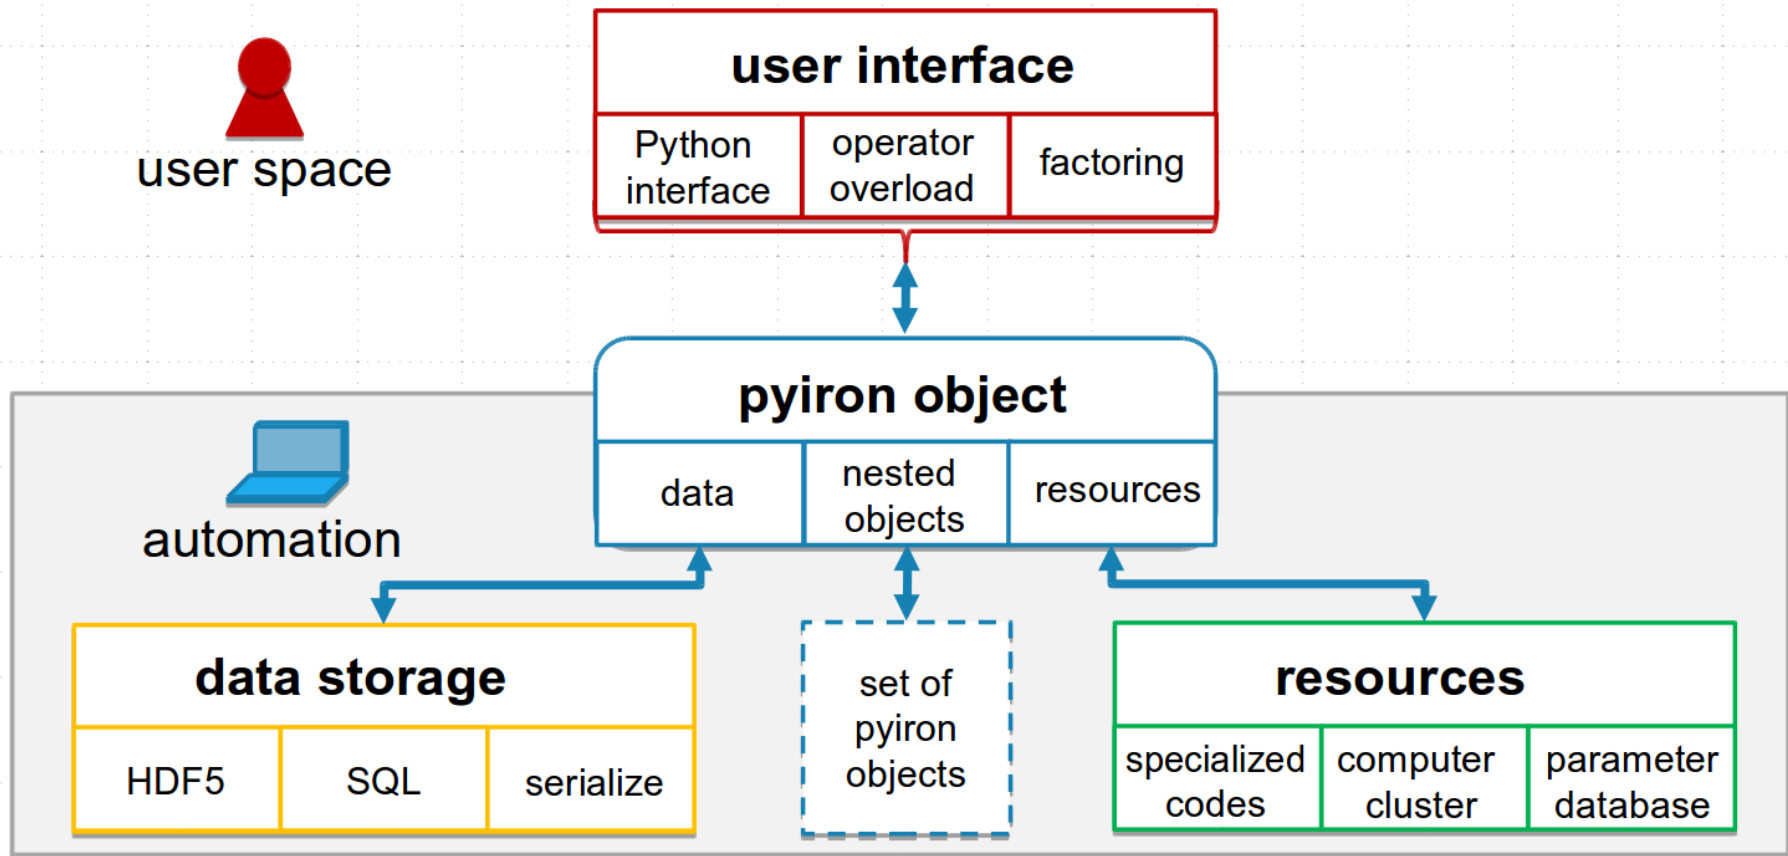 user space
user interface
Python
interface
operator
overload
factoring
pyiron object
data
nested
objects
resources
automation
data storage
HDF5
SQL
serialize
set of
pyiron
objects
resources
specialized
codes
computer
cluster
parameter
database